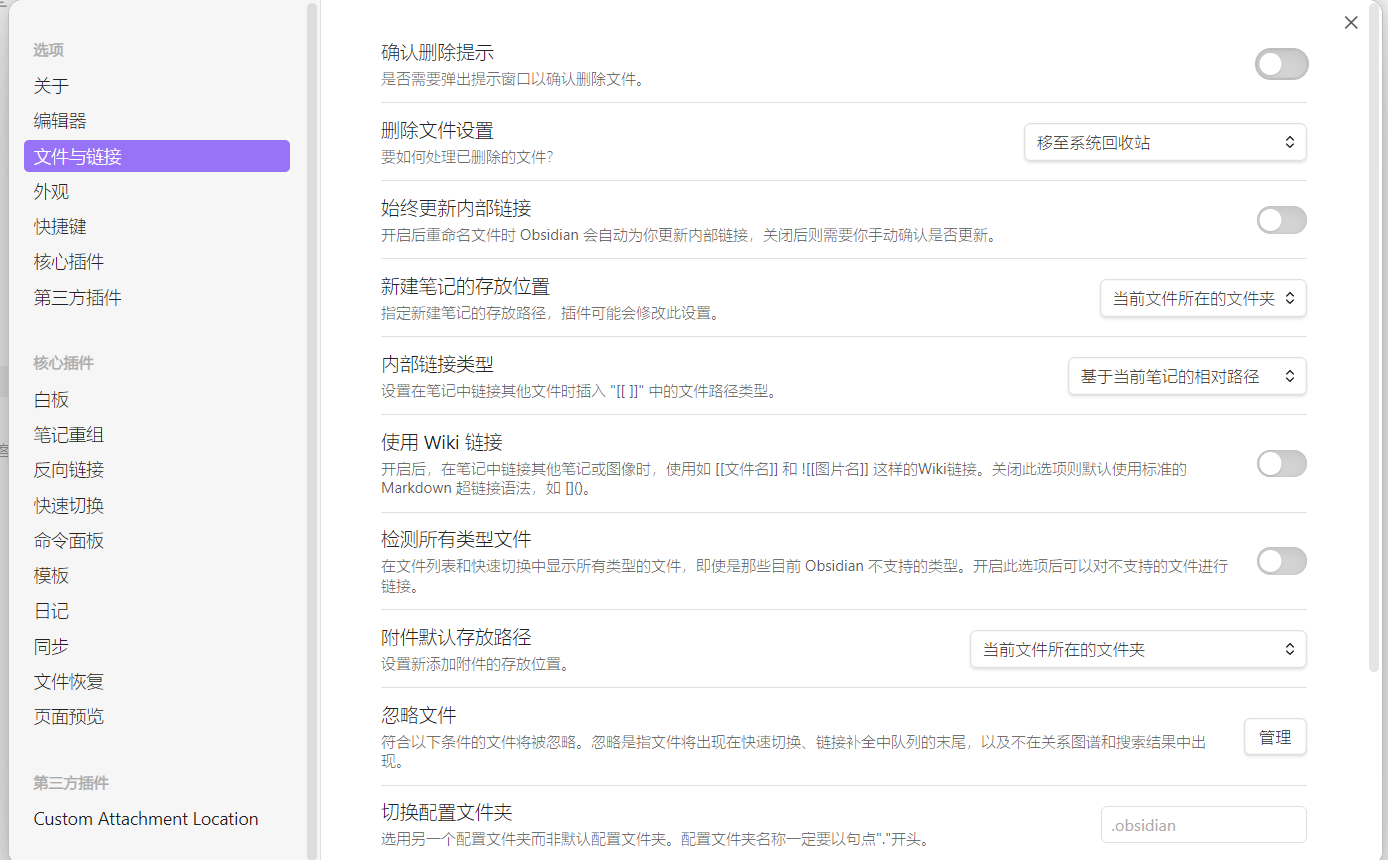 选项
关于
编辑器
文件与链接
外观
快捷键
核心插件
第三方插件
核心插件
白板
笔记重组
反向链接
快速切换
命令面板
模板
日记
同步
文件恢复
页面预览
第三方插件
Custom Attachment Location
确认删除提示
是否需要弹出提示窗口以确认删除文件。
删除文件设置
要如何处理已删除的文件？
移至系统回收站
始终更新内部链接
开启后重命名文件时 Obsidian 会自动为你更新内部链接，关闭后则需要你手动确认是否更新。
新建笔记的存放位置
指定新建笔记的存放路径，插件可能会修改此设置。
当前文件所在的文件夹
内部链接类型
设置在笔记中链接其他文件时插入 "[[ ]]" 中的文件路径类型。
基于当前笔记的相对路径
使用 Wiki 链接
开启后，在笔记中链接其他笔记或图像时，使用如 [[文件名]] 和 ![[图片名]] 这样的Wiki链接。关闭此选项则默认使用标准的
Markdown 超链接语法，如 []()。
检测所有类型文件
在文件列表和快速切换中显示所有类型的文件，即使是那些目前 Obsidian 不支持的类型。开启此选项后可以对不支持的文件进行
链接。
附件默认存放路径
设置新添加附件的存放位置。
当前文件所在的文件夹
忽略文件
符合以下条件的文件将被忽略。忽略是指文件将出现在快速切换、链接补全中队列的末尾，以及不在关系图谱和搜索结果中出
现。
管理
切换配置文件夹
选用另一个配置文件夹而非默认配置文件夹。配置文件夹名称一定要以句点"."开头。
.obsidian